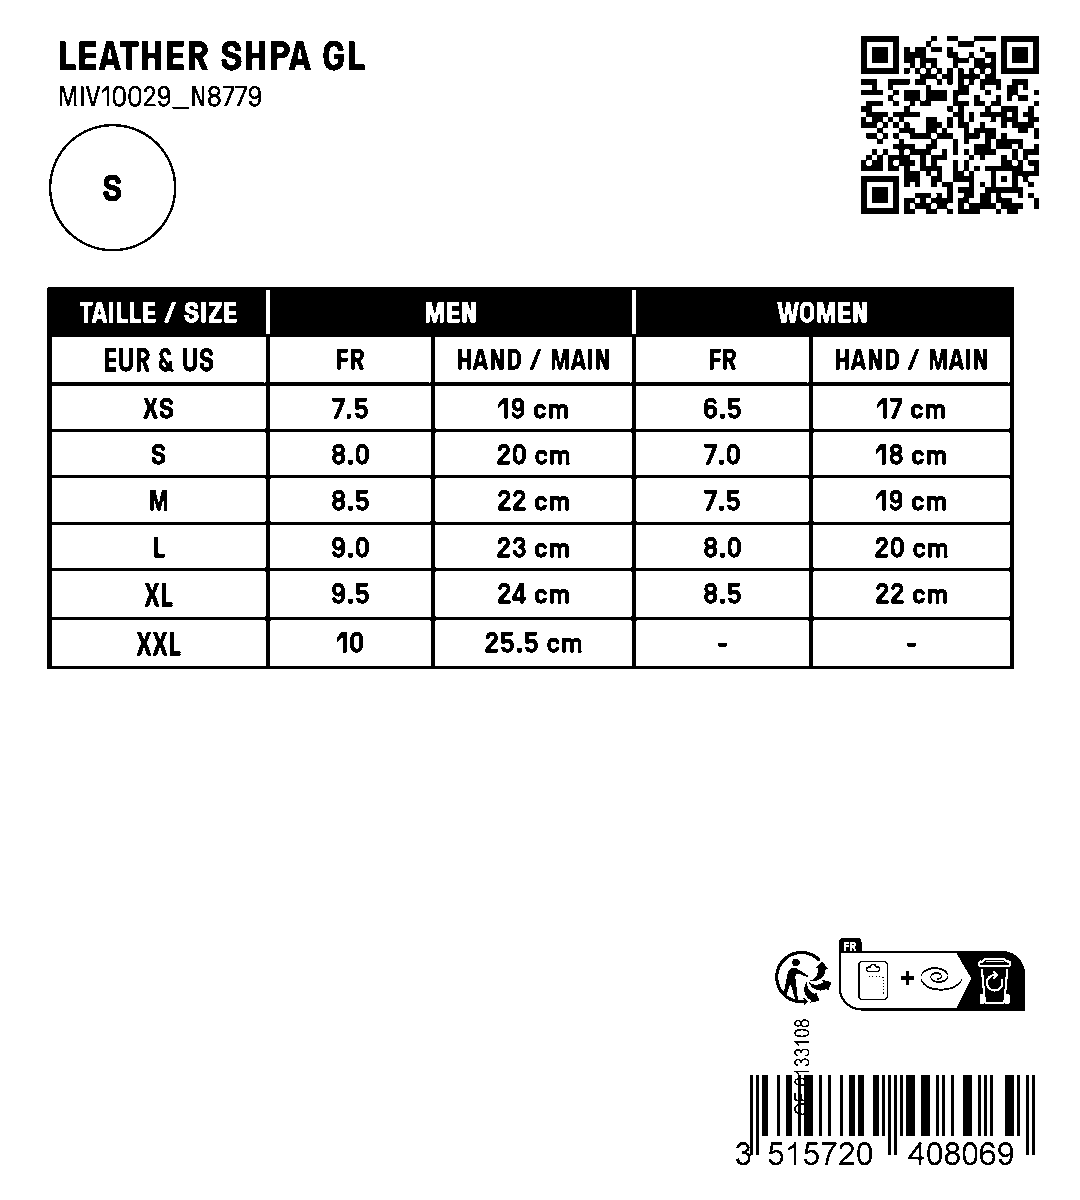 LEATHER SHPA GL
MIV10029_N8779
S
TAILLE / SIZE MEN WOMEN
EUR & US FR HAND / MAIN FR HAND / MAIN
XS 7.5 19 cm 6.5 17 cm
S 8.0 20 cm 7.0 18 cm
M 8.5 22 cm 7.5 19 cm
L 9.0 23 cm 8.0 20 cm
XL 9.5 24 cm 8.5 22 cm
XXL 10 25.5 cm - -
FR
+
OF 0133108
3 515720 408069